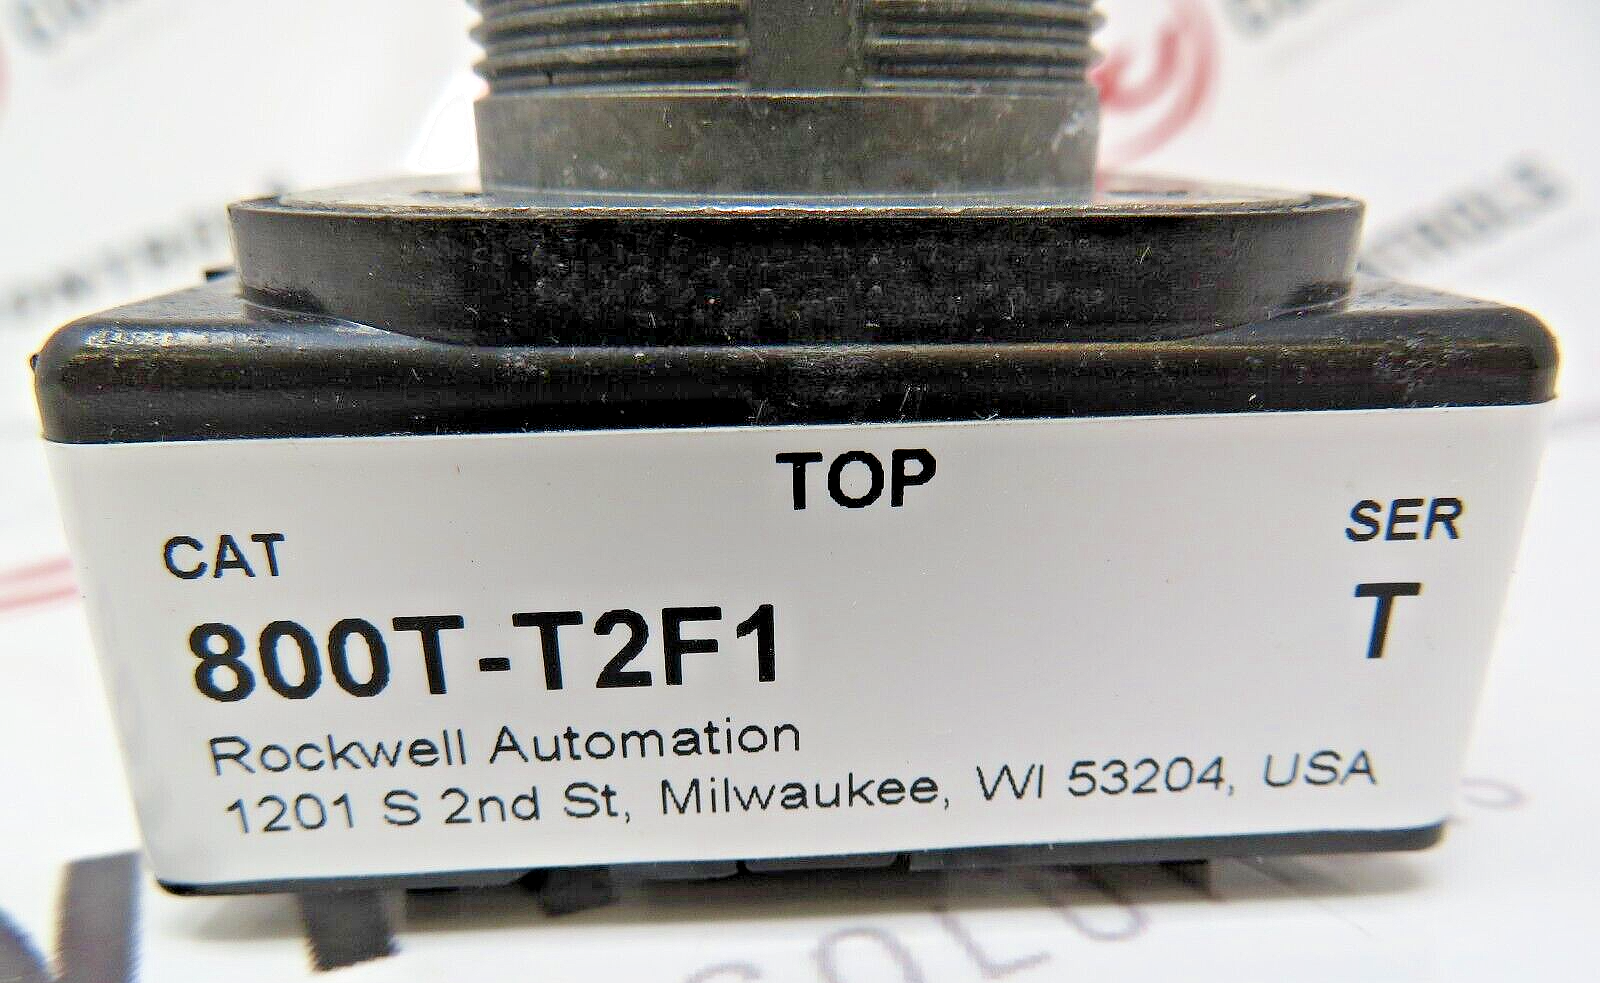 TOP
CAT
SER
800T-T2F1
T
Rockwell Automation
1201 S 2nd St, Milwaukee, WI 53204, USA